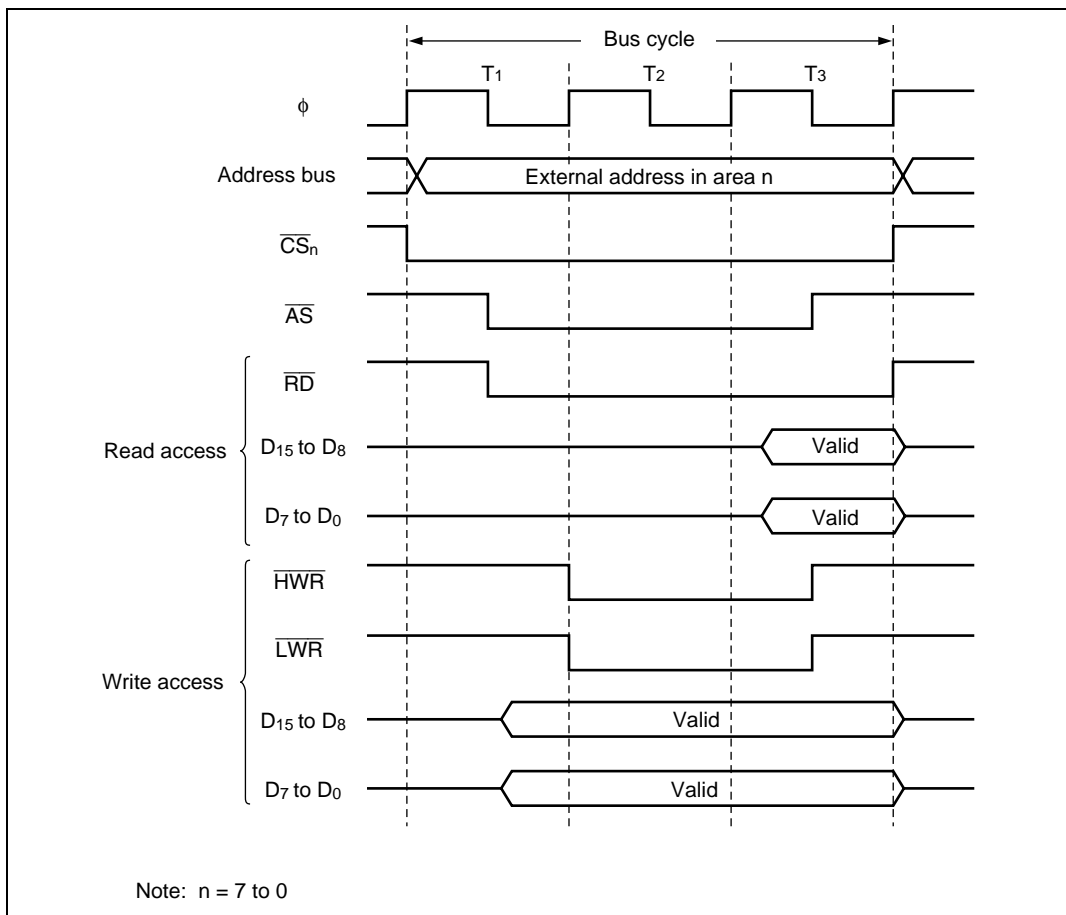 Bus cycle
T1 T2 T3
ϕ
Address bus External address in area n
CSn
AS
Read access
RD
D15 to D8 Valid
D7 to D0 Valid
Write access
HWR
LWR
D15 to D8 Valid
D7 to D0 Valid
Note: n = 7 to 0